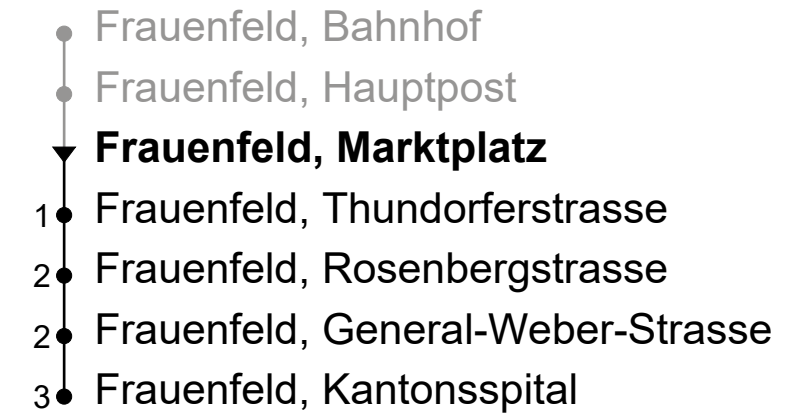 Frauenfeld, Bahnhof
Frauenfeld, Hauptpost
Frauenfeld, Marktplatz
1 Frauenfeld, Thundorferstrasse
2 Frauenfeld, Rosenbergstrasse
2 Frauenfeld, General-Weber-Strasse
3 Frauenfeld, Kantonsspital